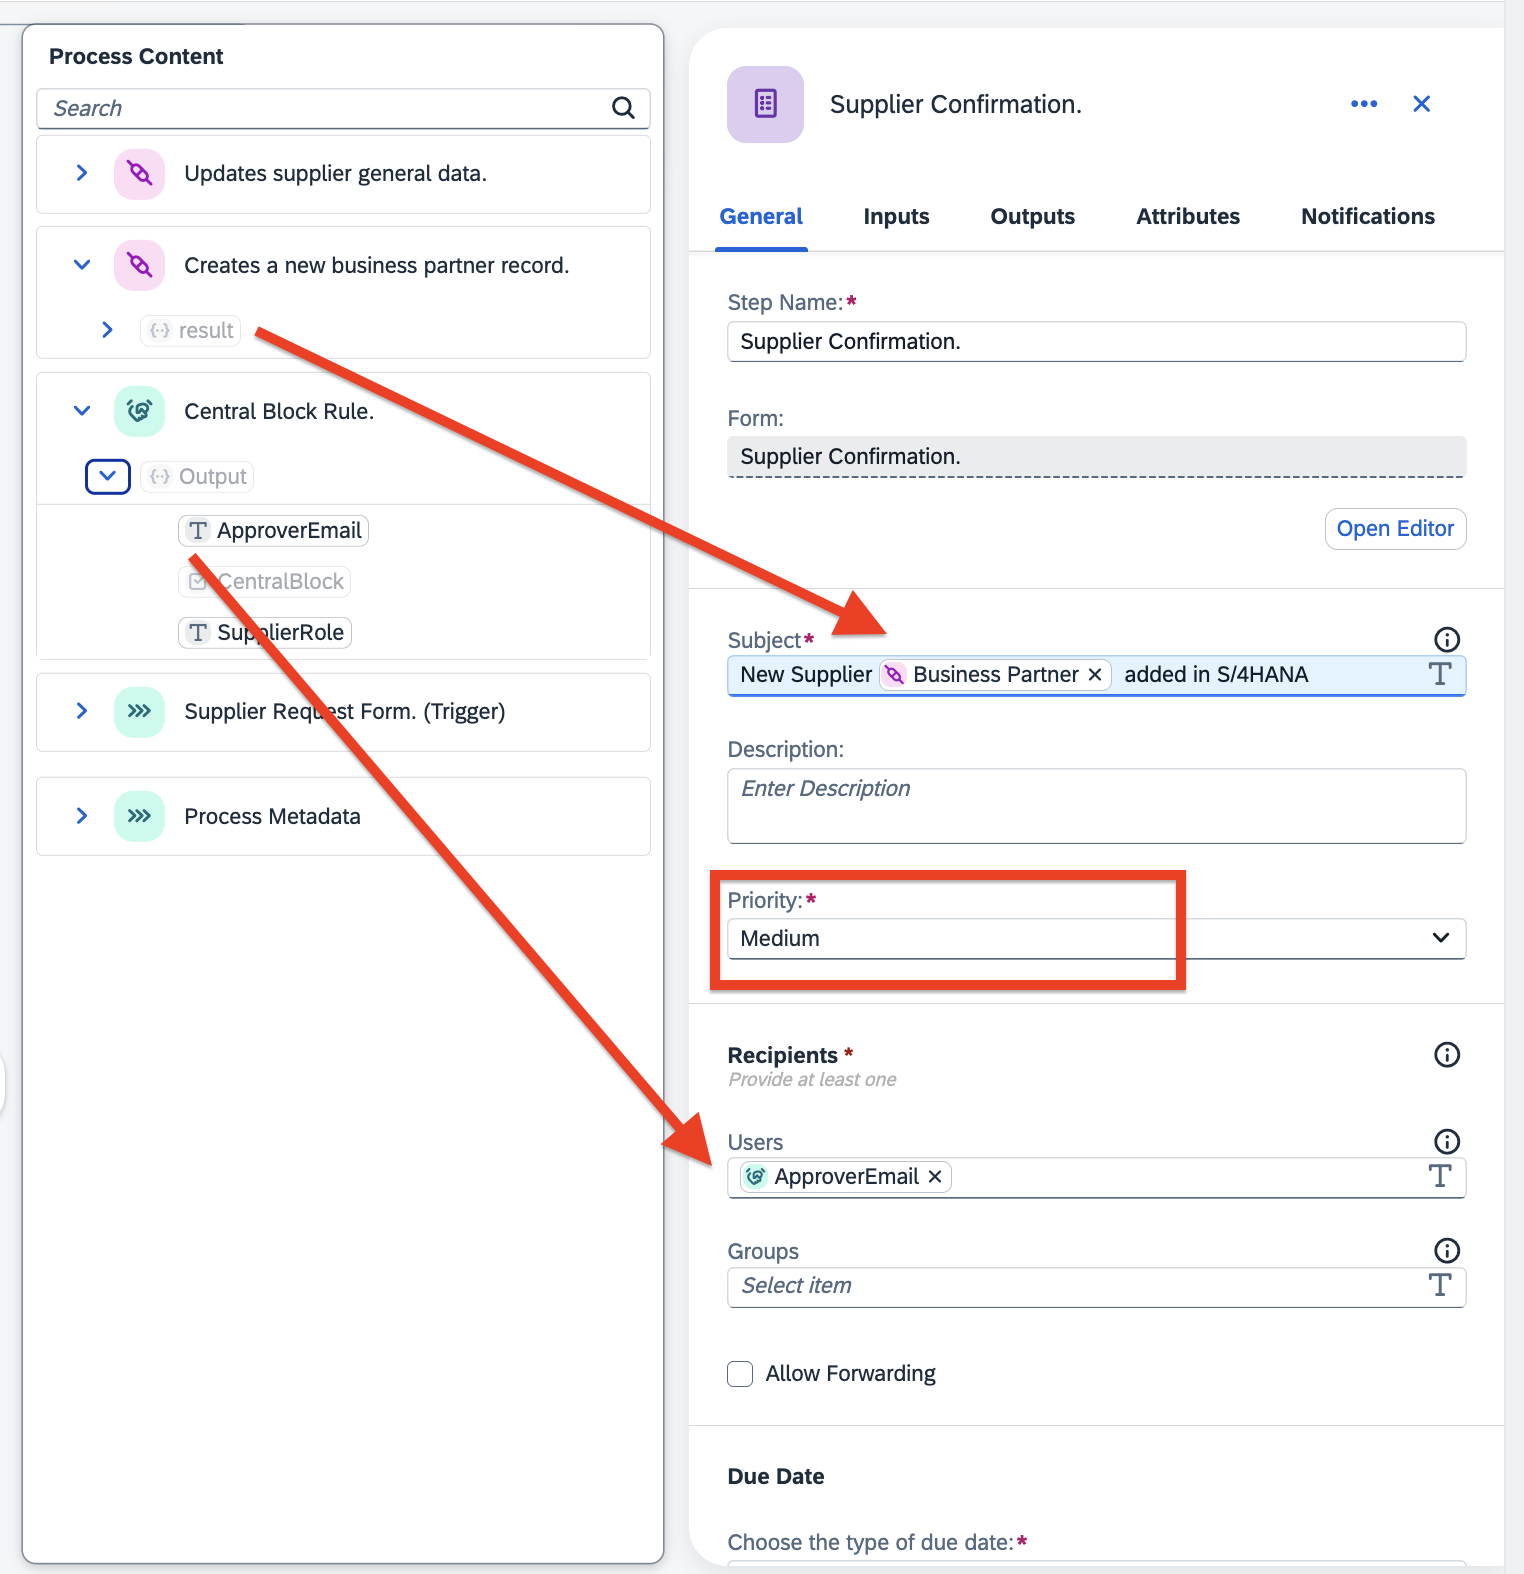 Process Content
Search
Updates supplier general data.
Creates a new business partner record.
result
Central Block Rule.
Output
ApproverEmail
CentralBlock
SupplierRole
Supplier Request Form. (Trigger)
Process Metadata
Supplier Confirmation.
General Inputs Outputs Attributes Notifications
Step Name:*
Supplier Confirmation.
Form:
Supplier Confirmation.
Open Editor
Subject*
New Supplier Business Partner × added in S/4HANA
Description:
Enter Description
Priority:*
Medium
Recipients *
Provide at least one
Users
ApproverEmail ×
Groups
Select item
Allow Forwarding
Due Date
Choose the type of due date:*